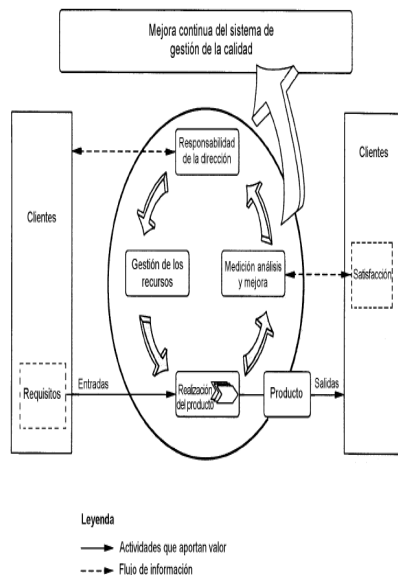 Mejora continua del sistema de
gestión de la calidad
Clientes
Responsabilidad
de la dirección
Clientes
Gestión de los
recursos
Medición análisis
y mejora
Satisfacción
Requisitos
Entradas
Realización
del producto
Producto
Salidas
Leyenda
Actividades que aportan valor
Flujo de información